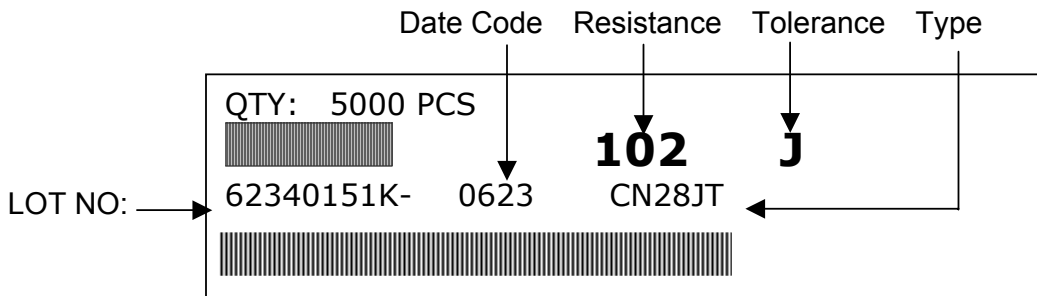 Date Code Resistance Tolerance Type
QTY: 5000 PCS
102 J
LOT NO: 62340151K- 0623 CN28JT